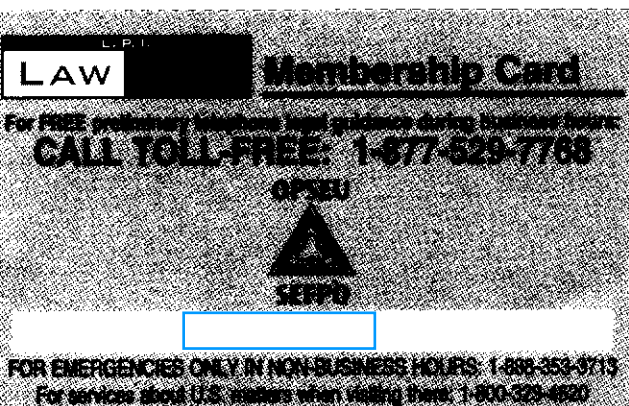 L.P.I.
LAW
Membership Card
For FREE preliminary telephone legal guidance during business hours:
CALL TOLL-FREE: 1-877-529-7768
OPSEU
SEFPO
FOR EMERGENCIES ONLY IN NON-BUSINESS HOURS: 1-888-353-3713
For services about U.S. matters when visiting there: 1-800-329-4620